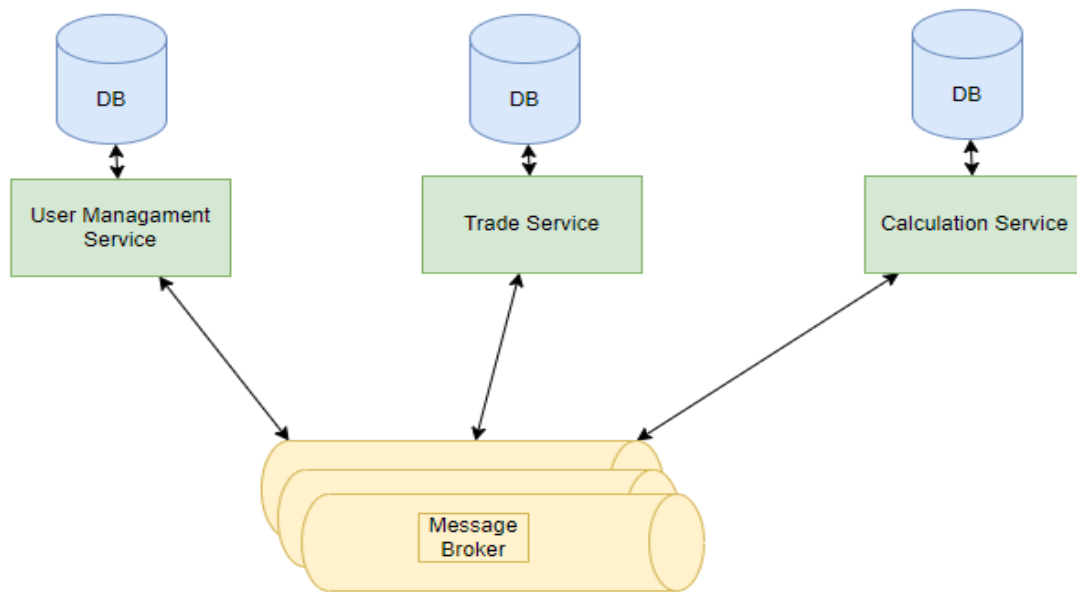 DB
DB
DB
User Managament
Service
Trade Service
Calculation Service
Message
Broker